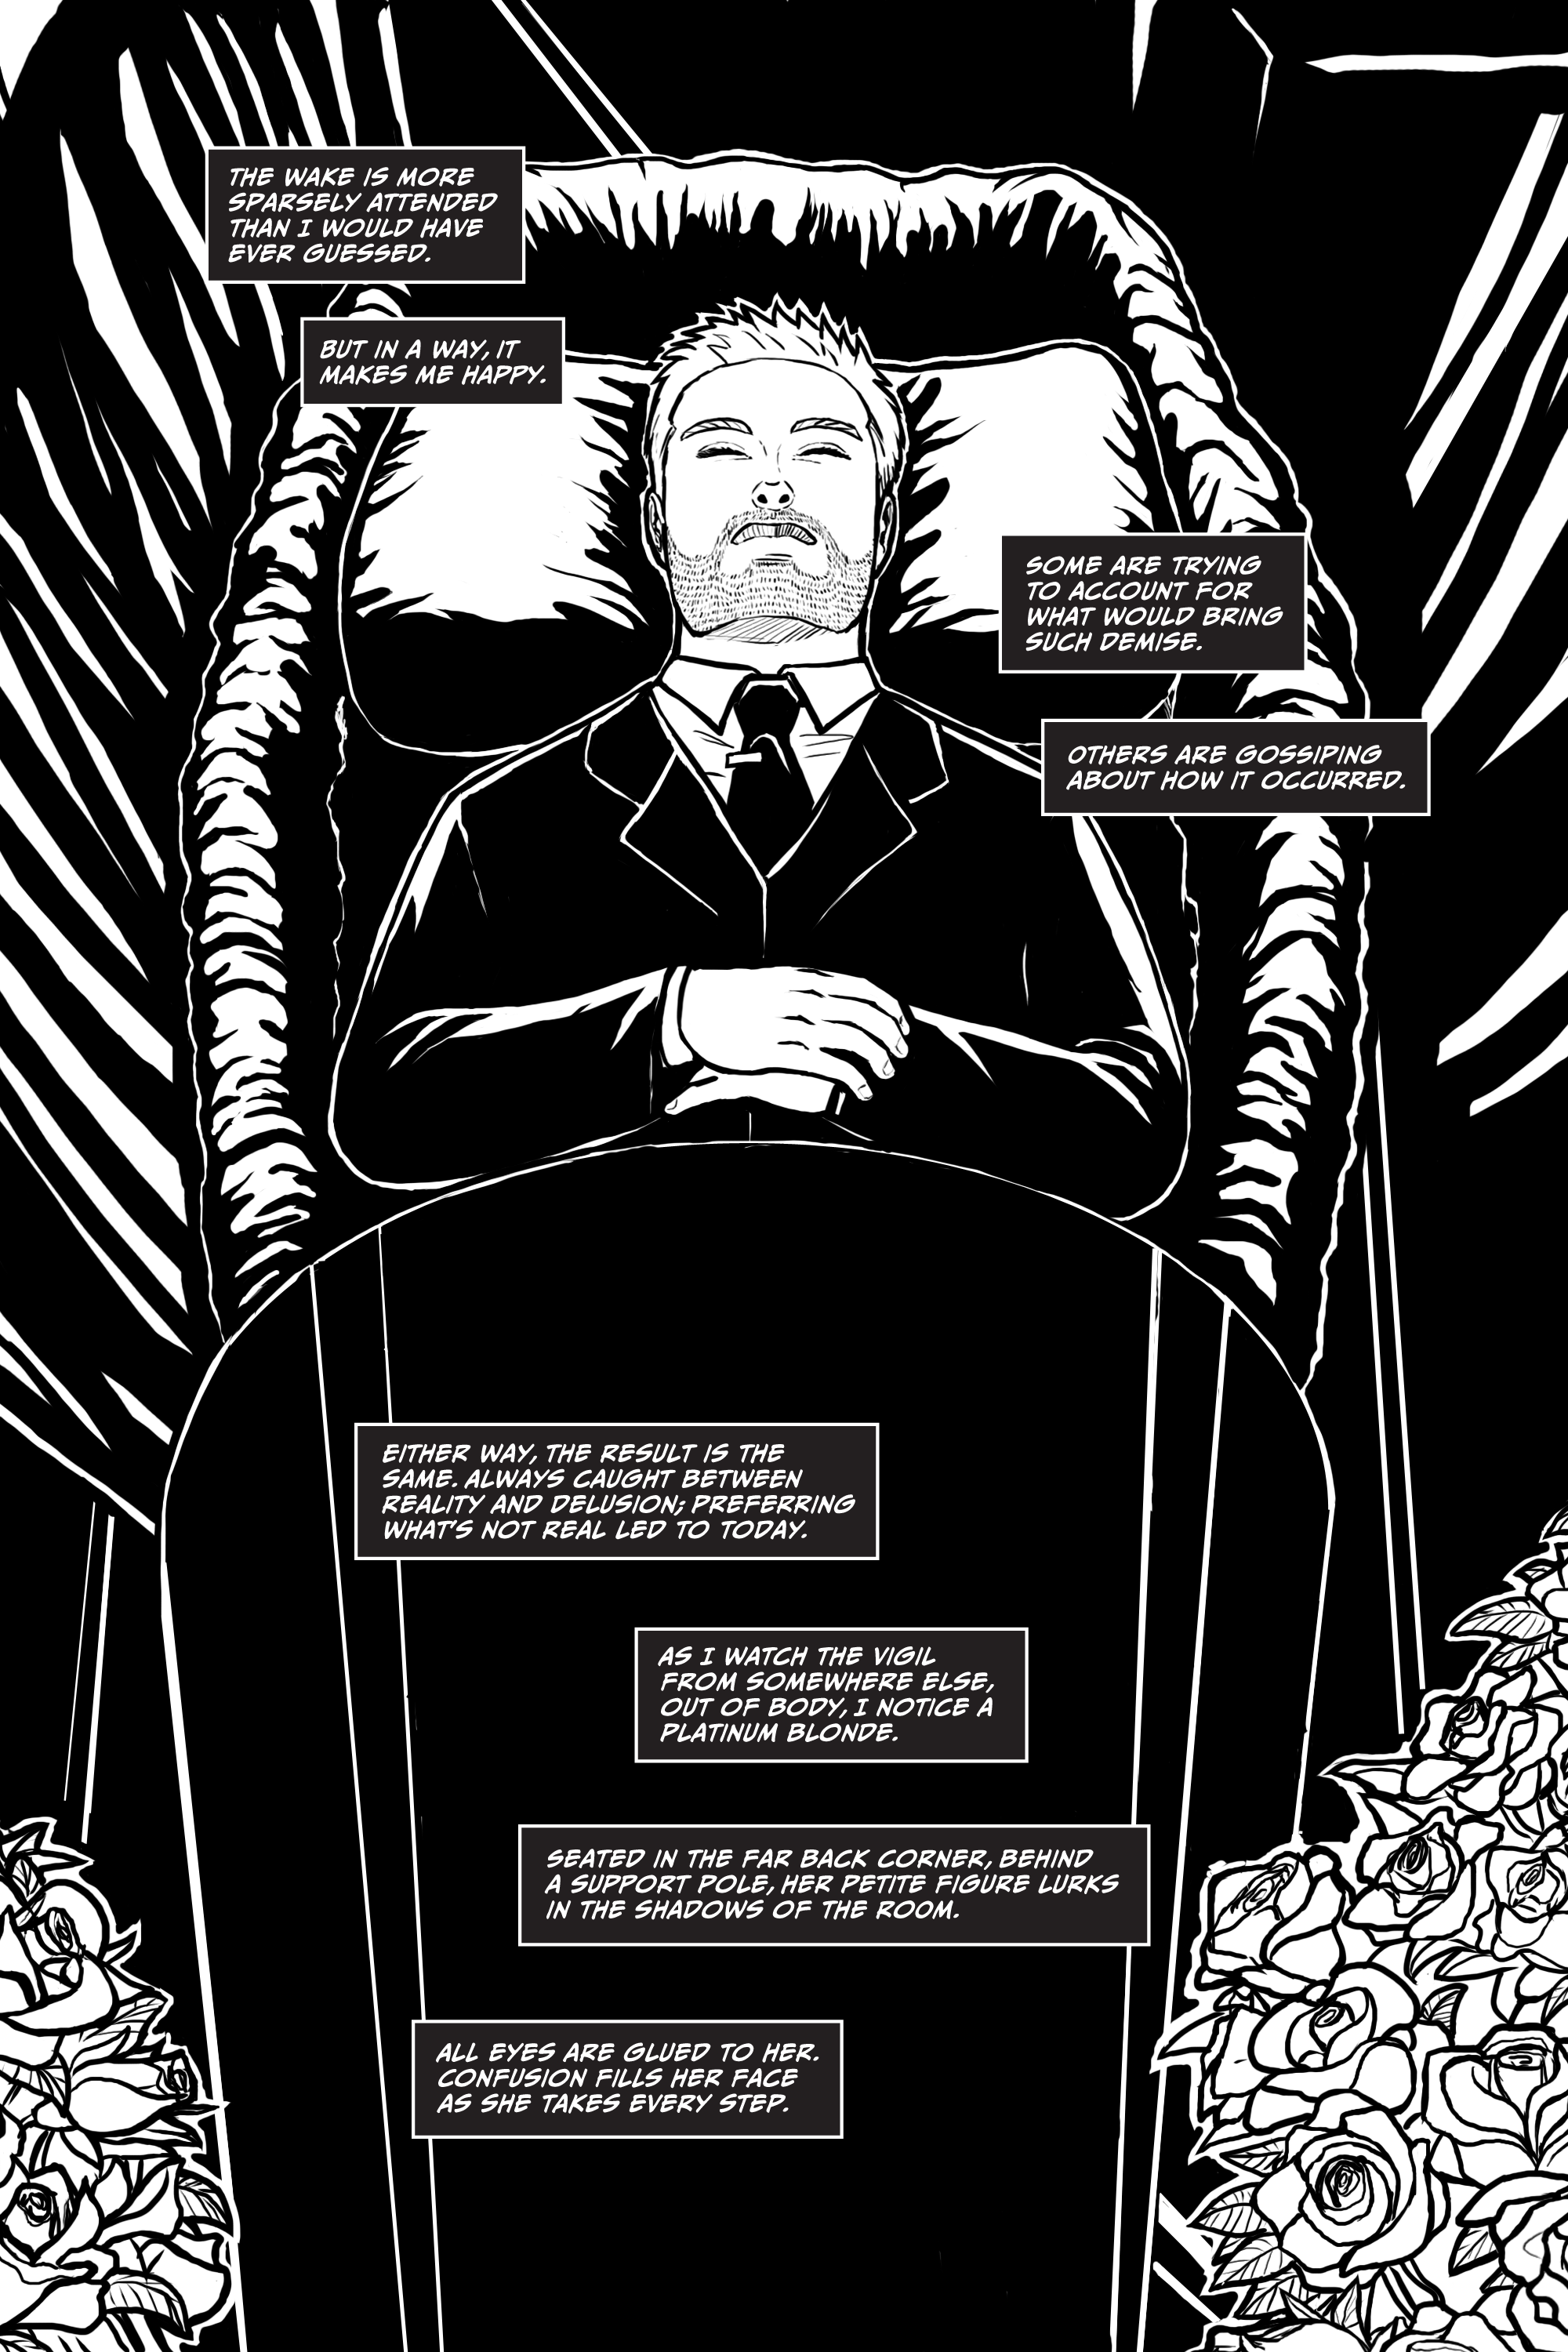 THE WAKE IS MORE
SPARSELY ATTENDED
THAN I WOULD HAVE
EVER GUESSED.
BUT IN A WAY, IT
MAKES ME HAPPY.
SOME ARE TRYING
TO ACCOUNT FOR
WHAT WOULD BRING
SUCH DEMISE.
OTHERS ARE GOSSIPING
ABOUT HOW IT OCCURRED.
EITHER WAY, THE RESULT IS THE
SAME. ALWAYS CAUGHT BETWEEN
REALITY AND DELUSION; PREFERRING
WHAT'S NOT REAL LED TO TODAY.
AS I WATCH THE VIGIL
FROM SOMEWHERE ELSE,
OUT OF BODY, I NOTICE A
PLATINUM BLONDE.
SEATED IN THE FAR BACK CORNER, BEHIND
A SUPPORT POLE, HER PETITE FIGURE LURKS
IN THE SHADOWS OF THE ROOM.
ALL EYES ARE GLUED TO HER.
CONFUSION FILLS HER FACE
AS SHE TAKES EVERY STEP.